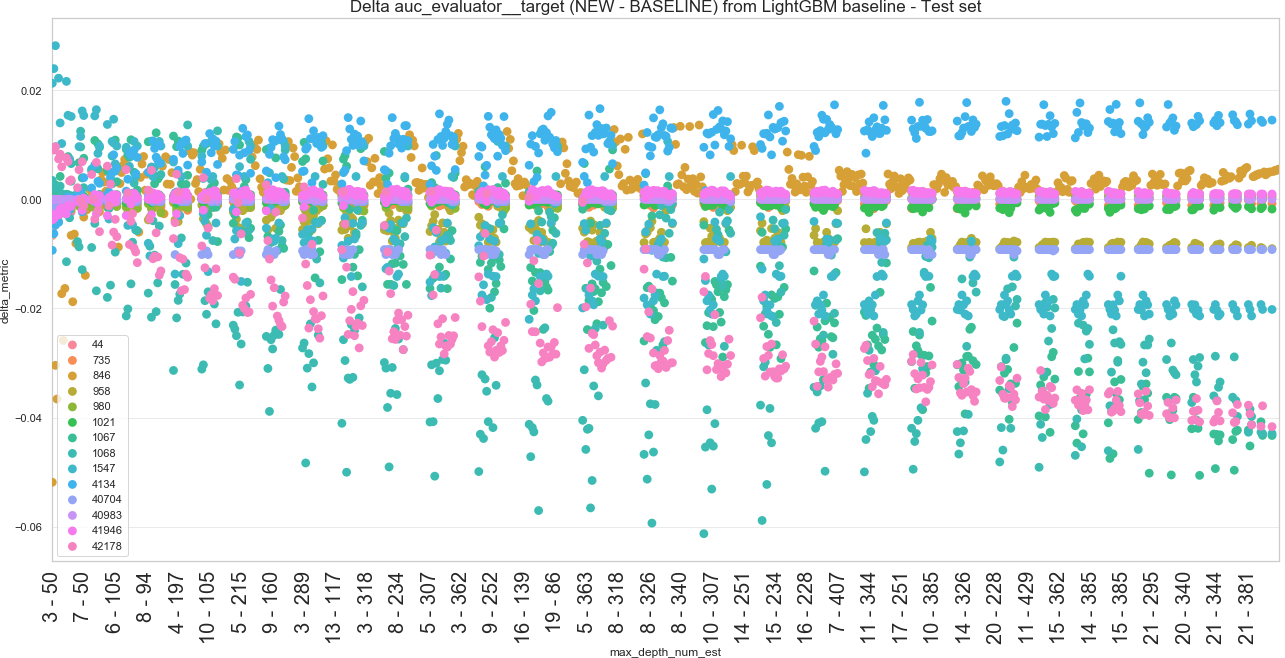 Delta auc_evaluator__target (NEW - BASELINE) from LightGBM baseline - Test set
delta_metric
0.02
0.00
−0.02
−0.04
−0.06
44
735
846
958
980
1021
1067
1068
1547
4134
40704
40983
41946
42178
3 - 50
7 - 50
6 - 105
8 - 94
4 - 197
10 - 105
5 - 215
9 - 160
3 - 289
13 - 117
3 - 318
8 - 234
5 - 307
3 - 362
9 - 252
16 - 139
19 - 86
5 - 363
8 - 318
8 - 326
8 - 340
10 - 307
14 - 251
15 - 234
16 - 228
7 - 407
11 - 344
17 - 251
10 - 385
14 - 326
20 - 228
11 - 429
15 - 362
14 - 385
15 - 385
21 - 295
20 - 340
21 - 344
21 - 381
max_depth_num_est